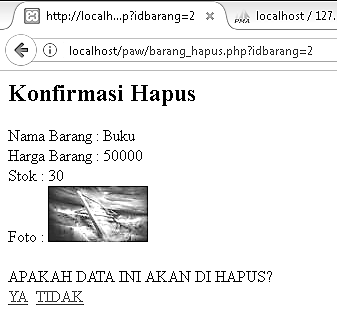 http://localh...p?idbarang=2
localhost / 127.
localhost/paw/barang_hapus.php?idbarang=2
Konfirmasi Hapus
Nama Barang : Buku
Harga Barang : 50000
Stok : 30
Foto :
APAKAH DATA INI AKAN DI HAPUS?
YA TIDAK